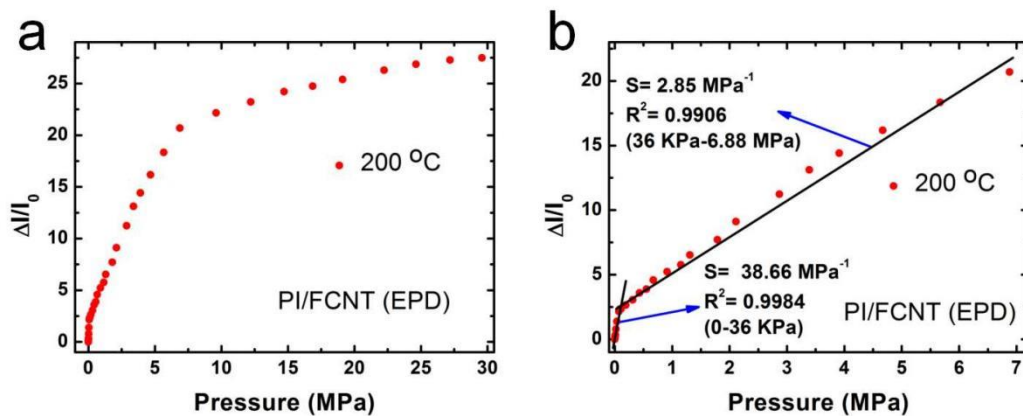 a
ΔI/I₀
25
20
15
10
5
0
200 ⁰C
PI/FCNT (EPD)
0 5 10 15 20 25 30
Pressure (MPa)
b
ΔI/I₀
20
15
10
5
0
S= 2.85 MPa⁻¹
R²= 0.9906
(36 KPa-6.88 MPa)
200 ⁰C
S= 38.66 MPa⁻¹
R²= 0.9984
(0-36 KPa)
PI/FCNT (EPD)
0 1 2 3 4 5 6 7
Pressure (MPa)